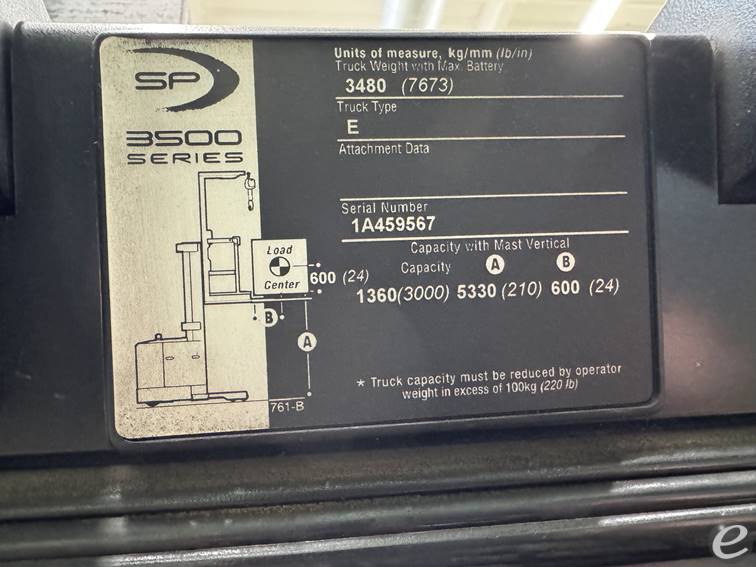 SP
3500
SERIES
Units of measure, kg/mm (lb/in)
Truck Weight with Max. Battery
3480 (7673)
Truck Type
E
Attachment Data
Serial Number
1A459567
Capacity with Mast Vertical
Capacity A B
1360(3000) 5330 (210) 600 (24)
Load
Center
600 (24)
B
A
761-B
* Truck capacity must be reduced by operator
weight in excess of 100kg (220 lb)
e